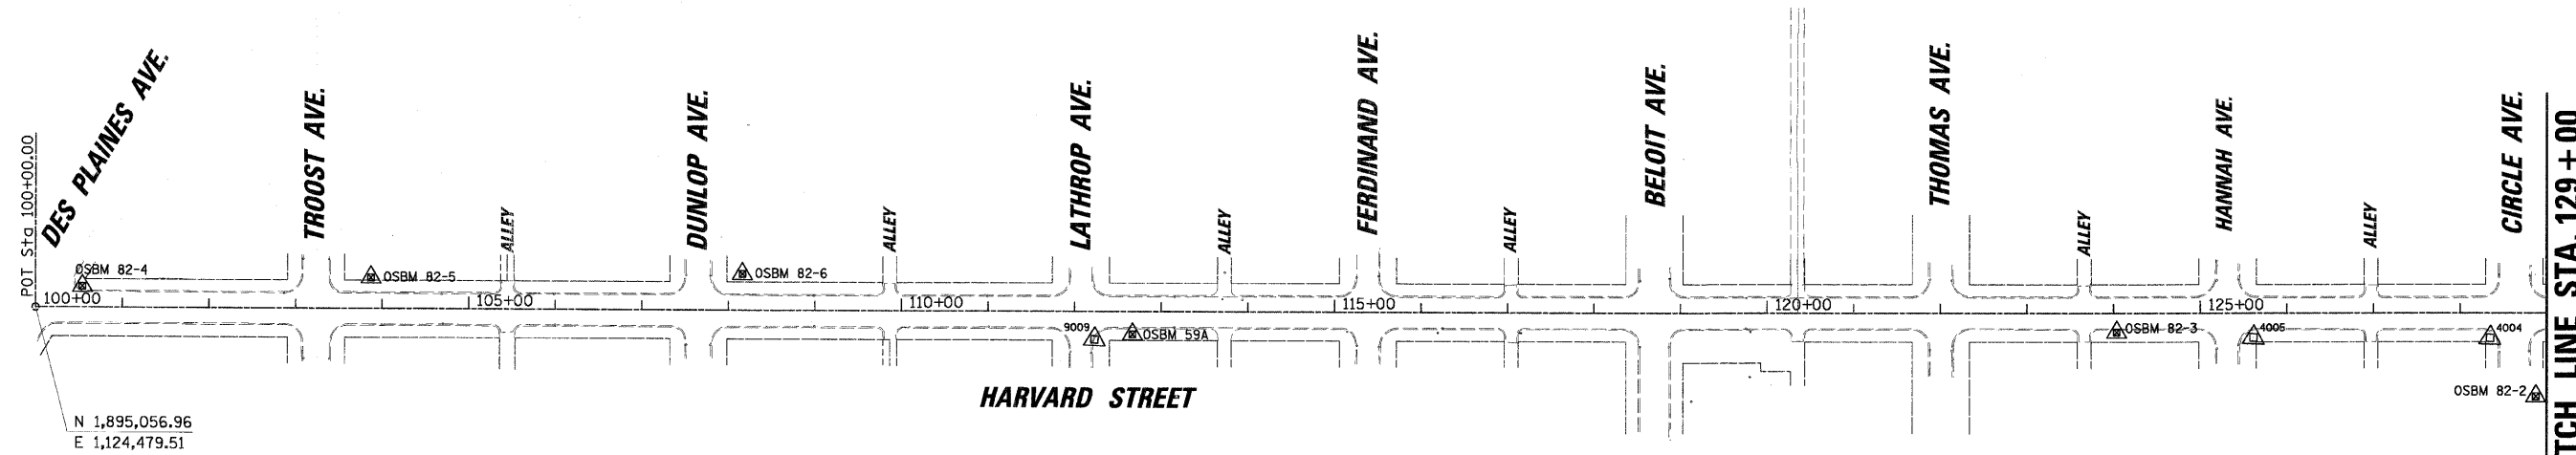 POT Sta 100+00.00
DES PLAINES AVE.
TROOST AVE.
ALLEY
DUNLOP AVE.
ALLEY
LATHROP AVE.
ALLEY
FERDINAND AVE.
ALLEY
BELOIT AVE.
THOMAS AVE.
ALLEY
HANNAH AVE.
ALLEY
CIRCLE AVE.
OSBM 82-4
OSBM 82-5
OSBM 82-6
100+00
105+00
110+00
115+00
120+00
125+00
9009
OSBM 59A
OSBM 82-3
4005
4004
OSBM 82-2
HARVARD STREET
N 1,895,056.96
E 1,124,479.51
LINE STA. 129+00